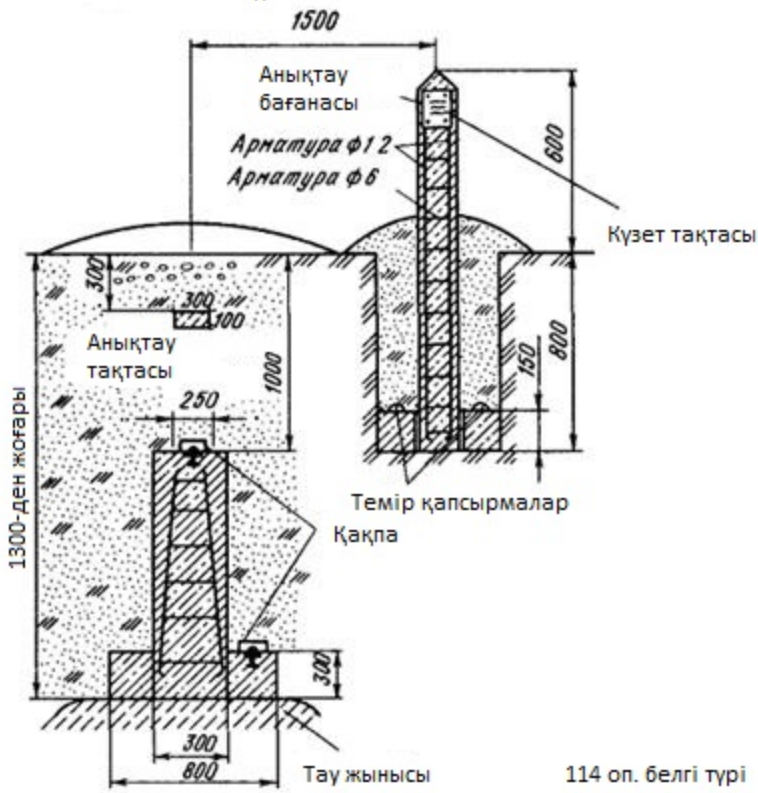 1500
Анықтау
бағанасы
Арматура ф12
Арматура ф6
600
Күзет тақтасы
300
300
100
Анықтау
тақтасы
1000
800
150
250
1300-ден жоғары
Темір қапсырмалар
Қақпа
300
300
800
Тау жынысы
114 оп. белгі түрі